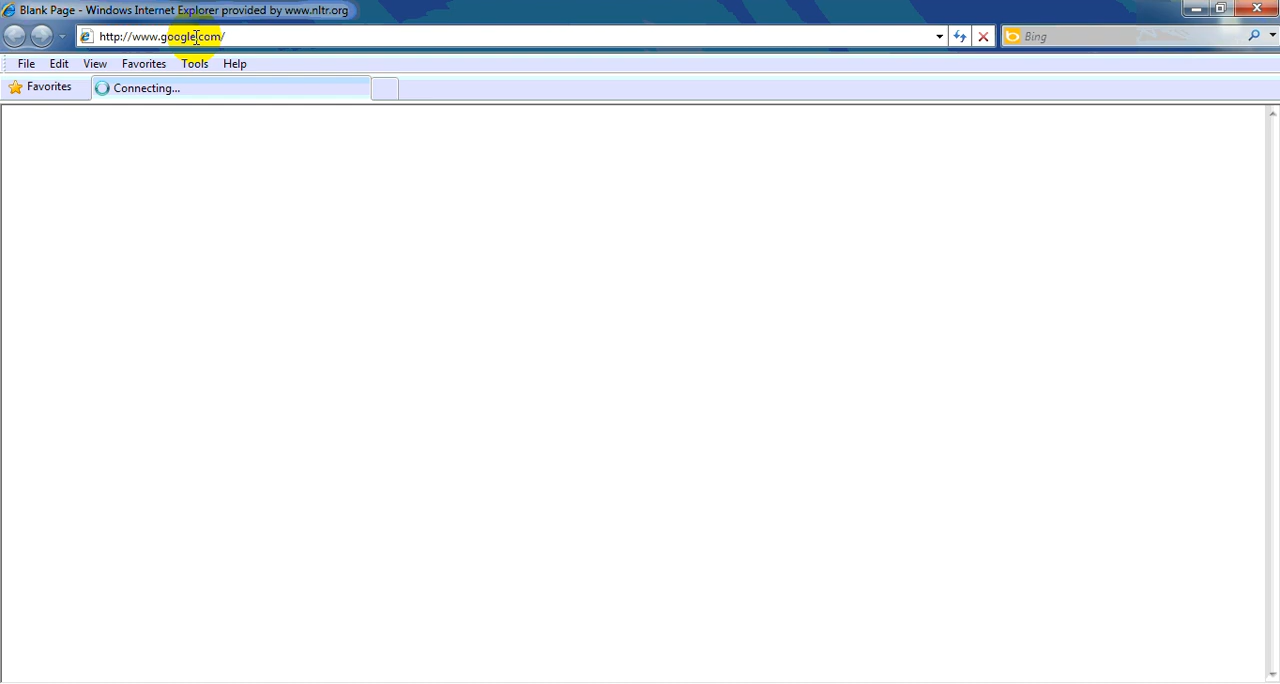 Blank Page - Windows Internet Explorer provided by www.nltr.org
http://www.google.com/
Bing
File Edit View Favorites Tools Help
Favorites Connecting...